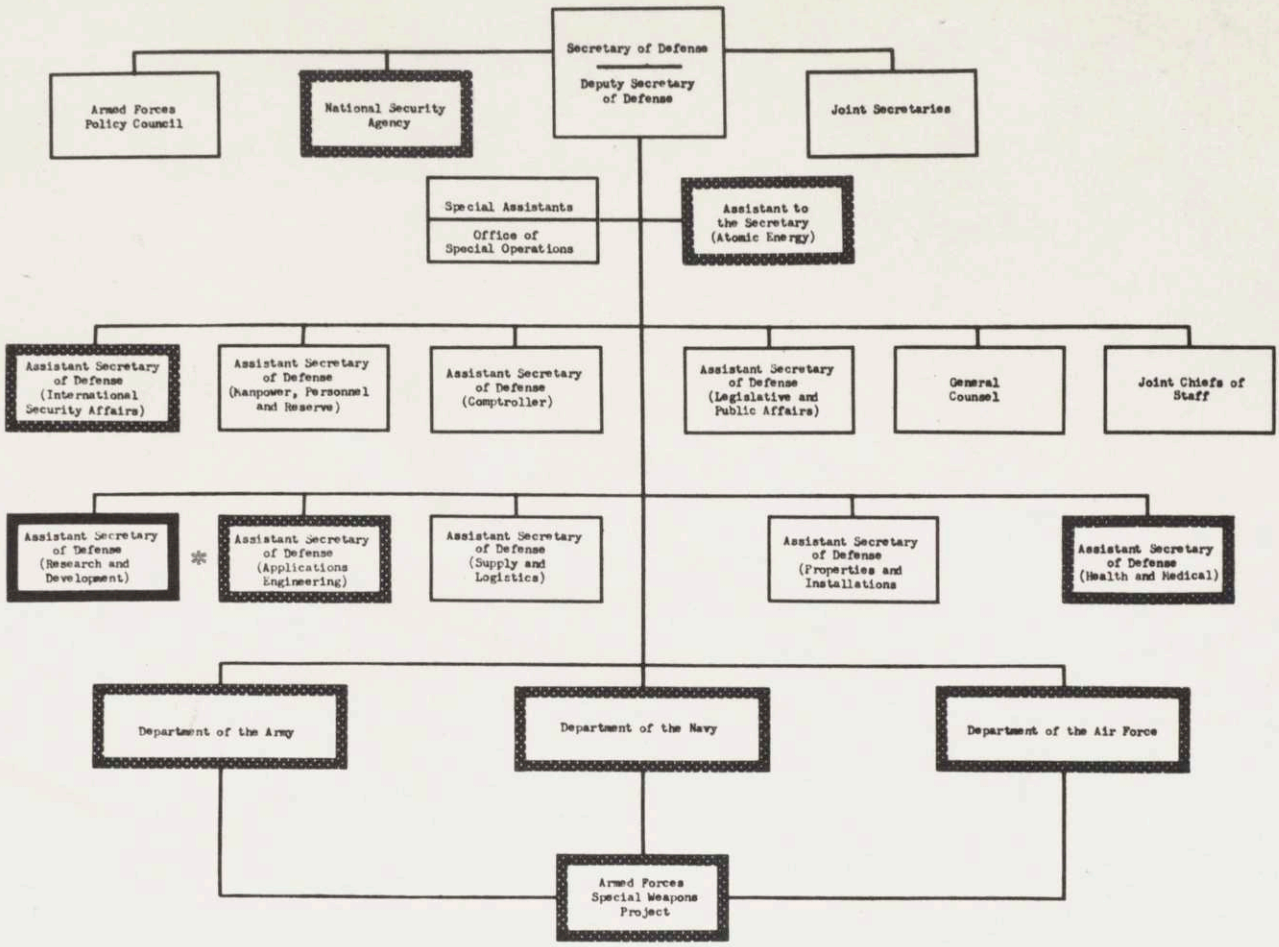 Secretary of Defense
Deputy Secretary
of Defense
Armed Forces
Policy Council
National Security
Agency
Joint Secretaries
Special Assistants
Office of
Special Operations
Assistant to
the Secretary
(Atomic Energy)
Assistant Secretary
of Defense
(International
Security Affairs)
Assistant Secretary
of Defense
(Manpower, Personnel
and Reserve)
Assistant Secretary
of Defense
(Comptroller)
Assistant Secretary
of Defense
(Legislative and
Public Affairs)
General
Counsel
Joint Chiefs of
Staff
Assistant Secretary
of Defense
(Research and
Development)
*
Assistant Secretary
of Defense
(Applications
Engineering)
Assistant Secretary
of Defense
(Supply and
Logistics)
Assistant Secretary
of Defense
(Properties and
Installations
Assistant Secretary
of Defense
(Health and Medical)
Department of the Army
Department of the Navy
Department of the Air Force
Armed Forces
Special Weapons
Project